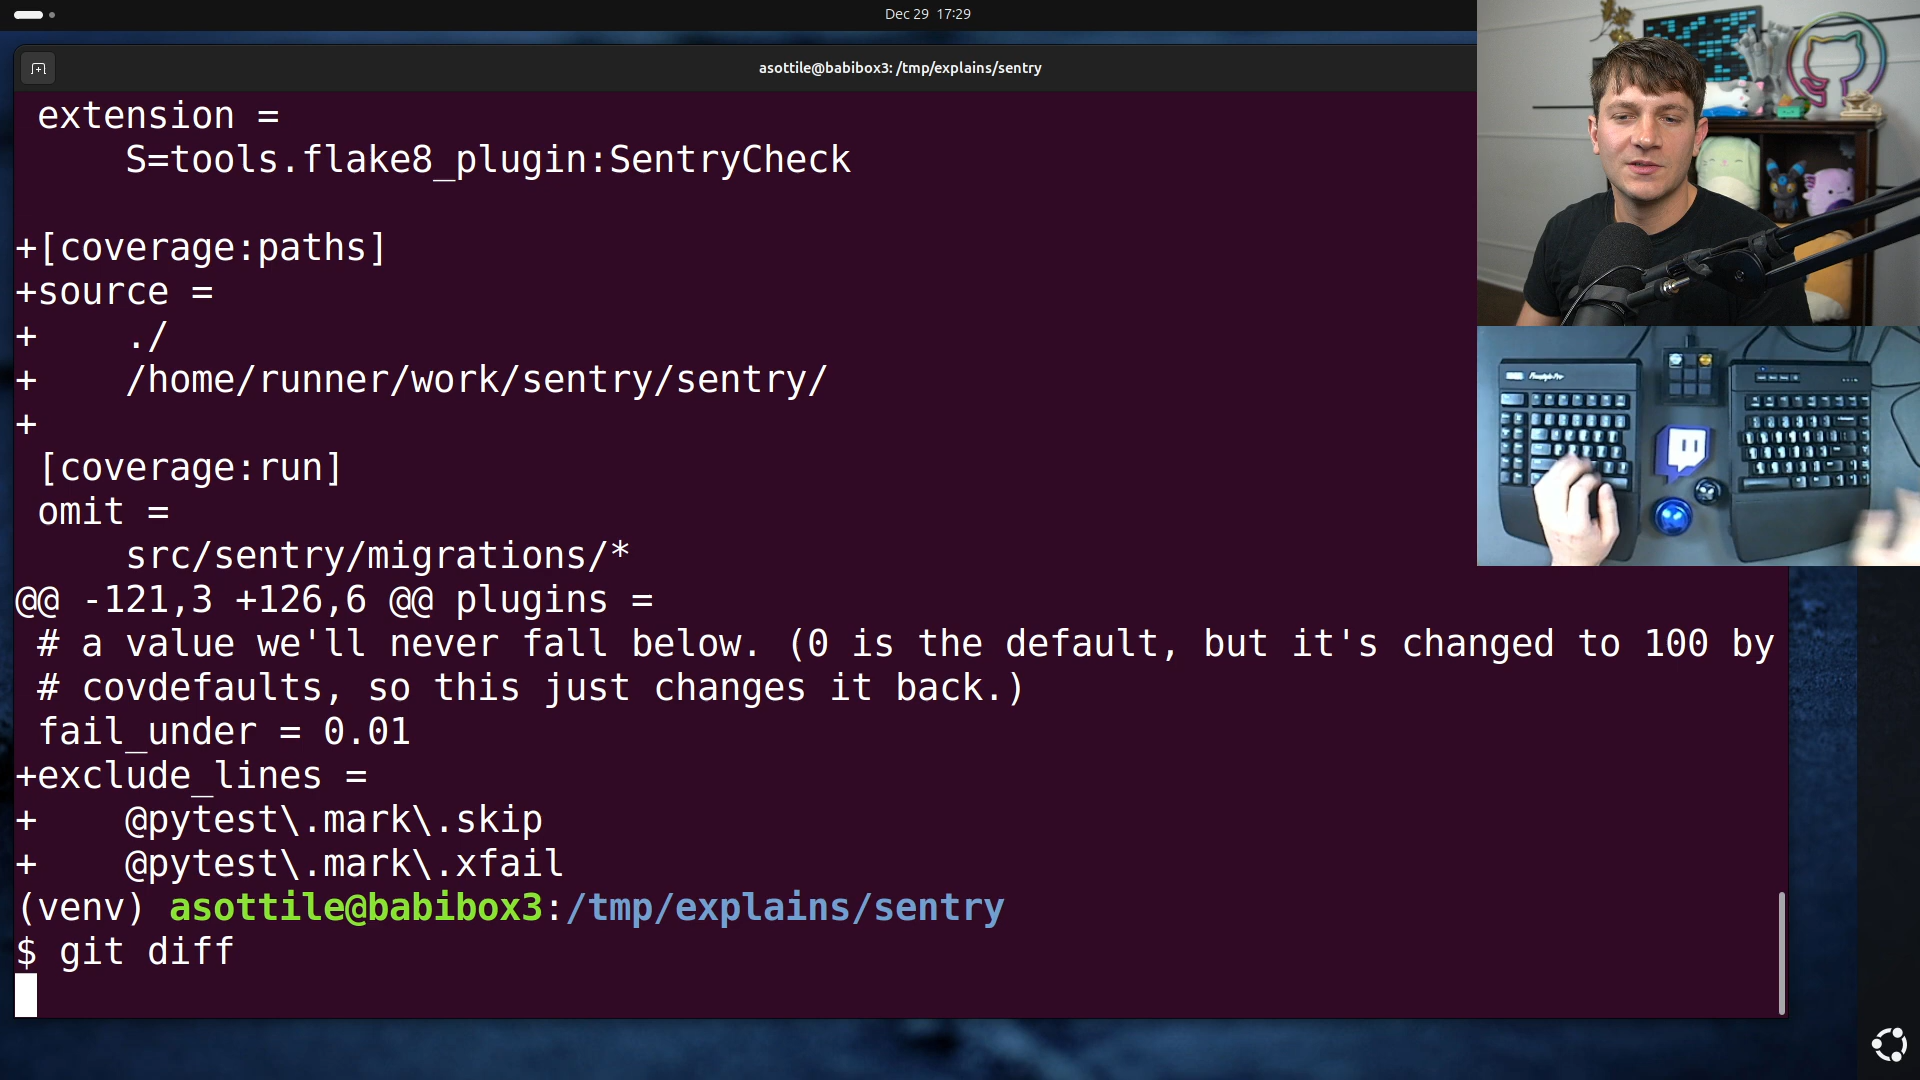 Dec 29 17:29
asottile@babibox3: /tmp/explains/sentry
extension =
S=tools.flake8_plugin:SentryCheck
+[coverage:paths]
+source =
+ ./
+ /home/runner/work/sentry/sentry/
+
[coverage:run]
omit =
src/sentry/migrations/*
@@ -121,3 +126,6 @@ plugins =
# a value we'll never fall below. (0 is the default, but it's changed to 100 by
# covdefaults, so this just changes it back.)
fail_under = 0.01
+exclude_lines =
+ @pytest\.mark\.skip
+ @pytest\.mark\.xfail
(venv) asottile@babibox3:/tmp/explains/sentry
$ git diff